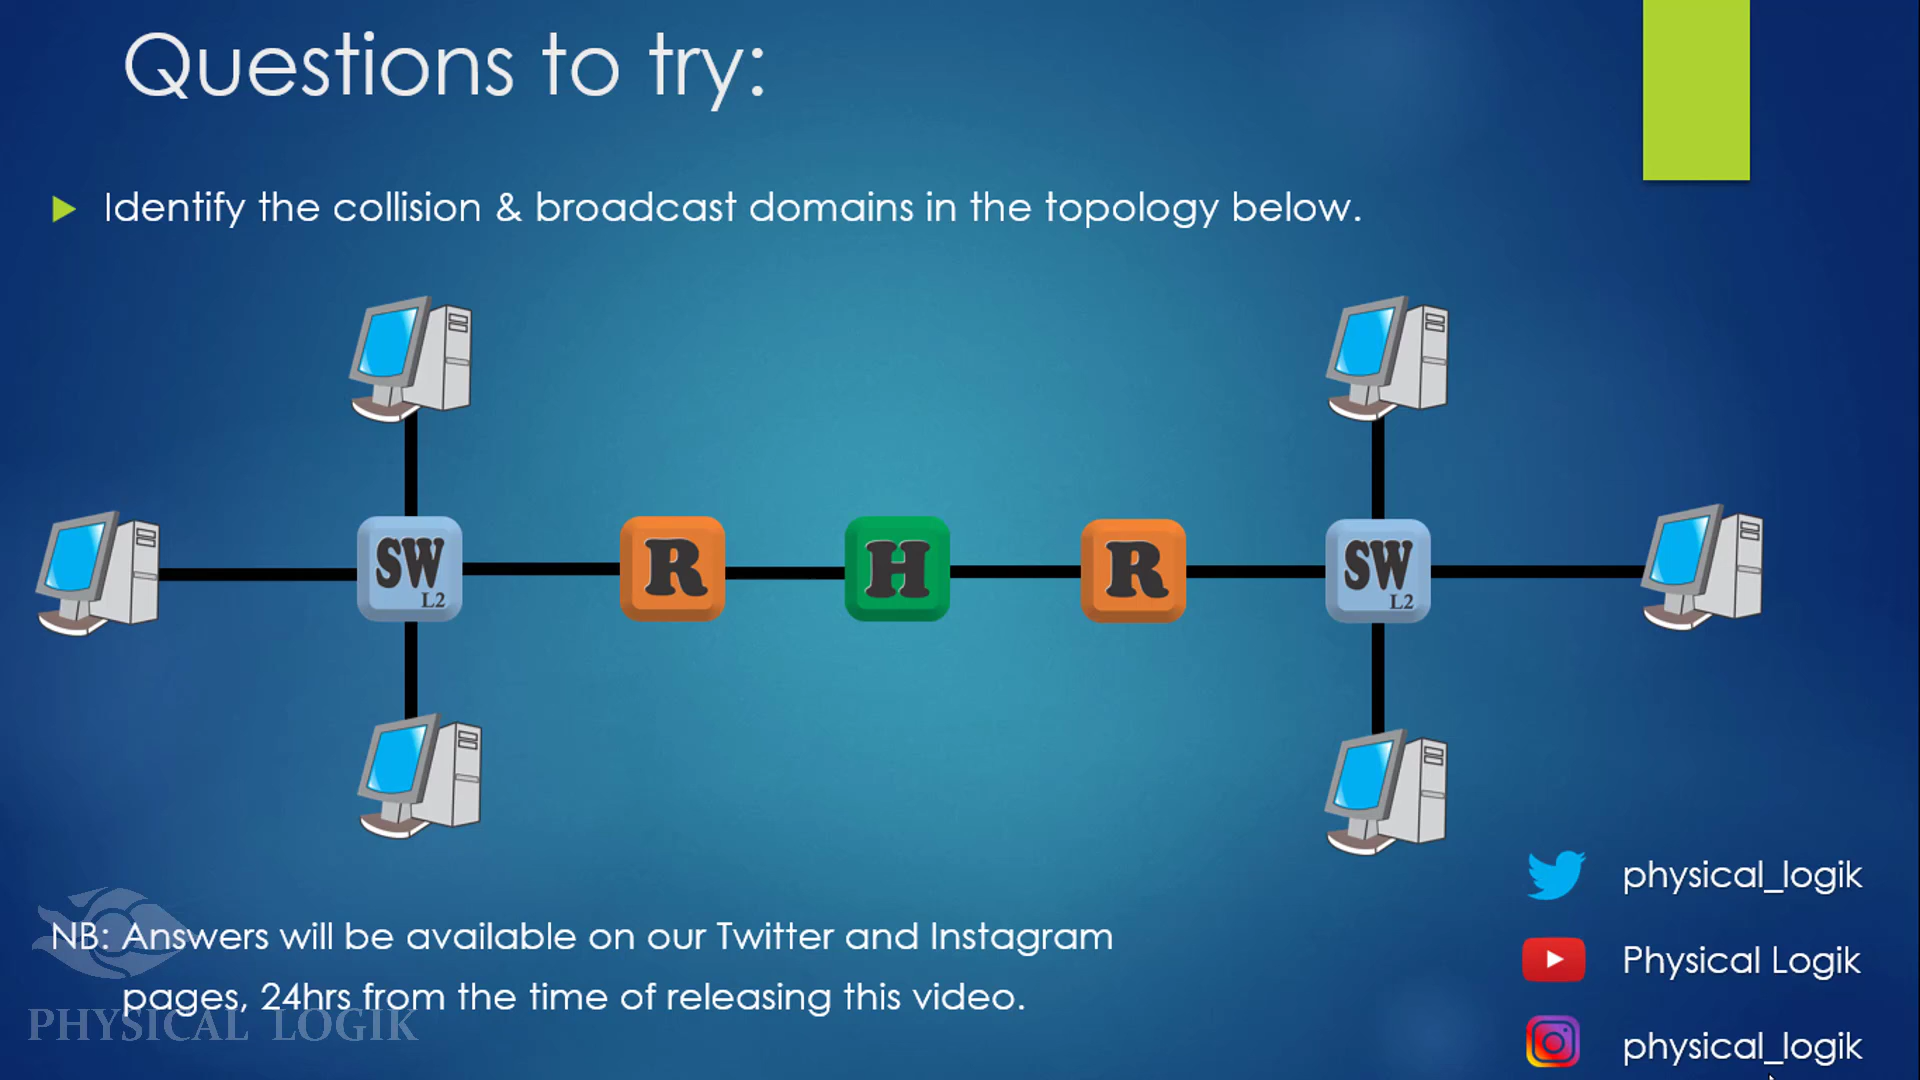 Questions to try:
Identify the collision & broadcast domains in the topology below.
SW
L2
R
H
R
SW
L2
NB: Answers will be available on our Twitter and Instagram
pages, 24hrs from the time of releasing this video.
PHYSICAL LOGIK
physical_logik
Physical Logik
physical_logik